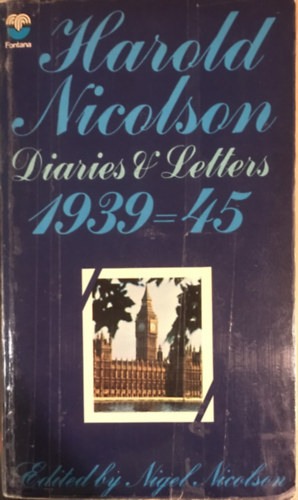 Fontana
Harold
Nicolson
Diaries & Letters
1939=45
Edited by Nigel Nicolson